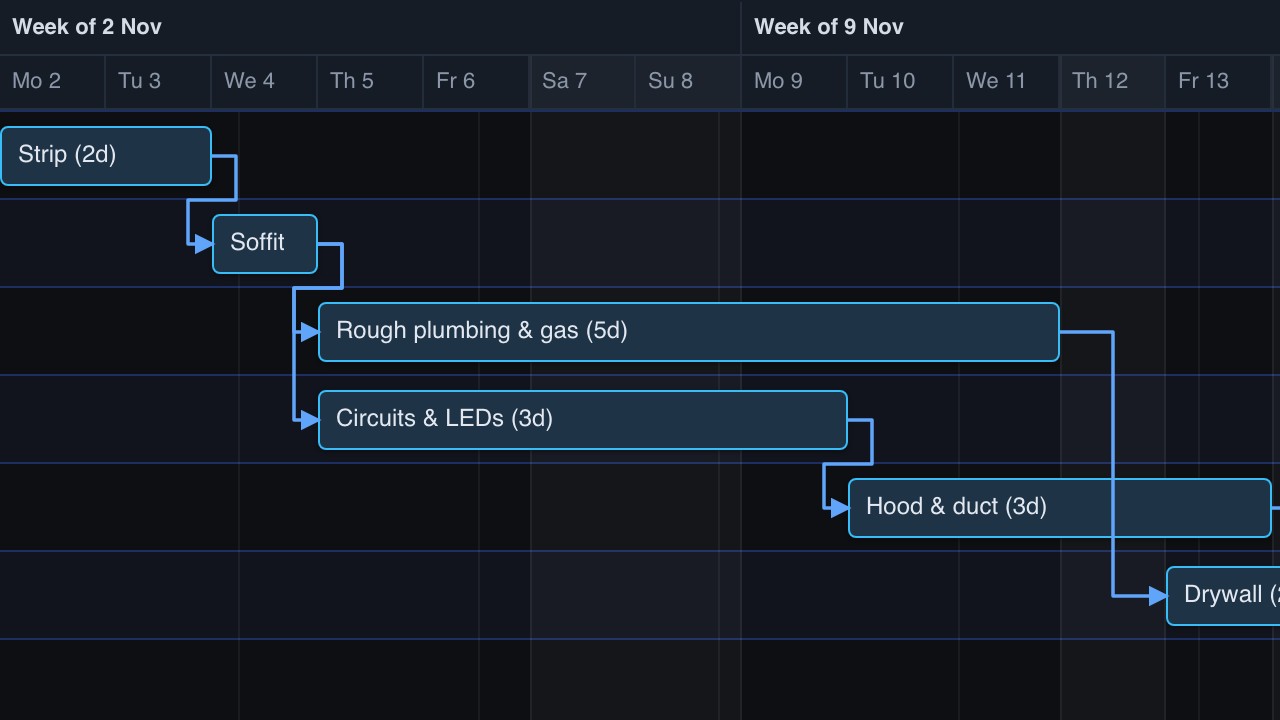 Week of 2 Nov Week of 9 Nov
Mo 2 Tu 3 We 4 Th 5 Fr 6 Sa 7 Su 8 Mo 9 Tu 10 We 11 Th 12 Fr 13
Strip (2d)
Soffit
Rough plumbing & gas (5d)
Circuits & LEDs (3d)
Hood & duct (3d)
Drywall